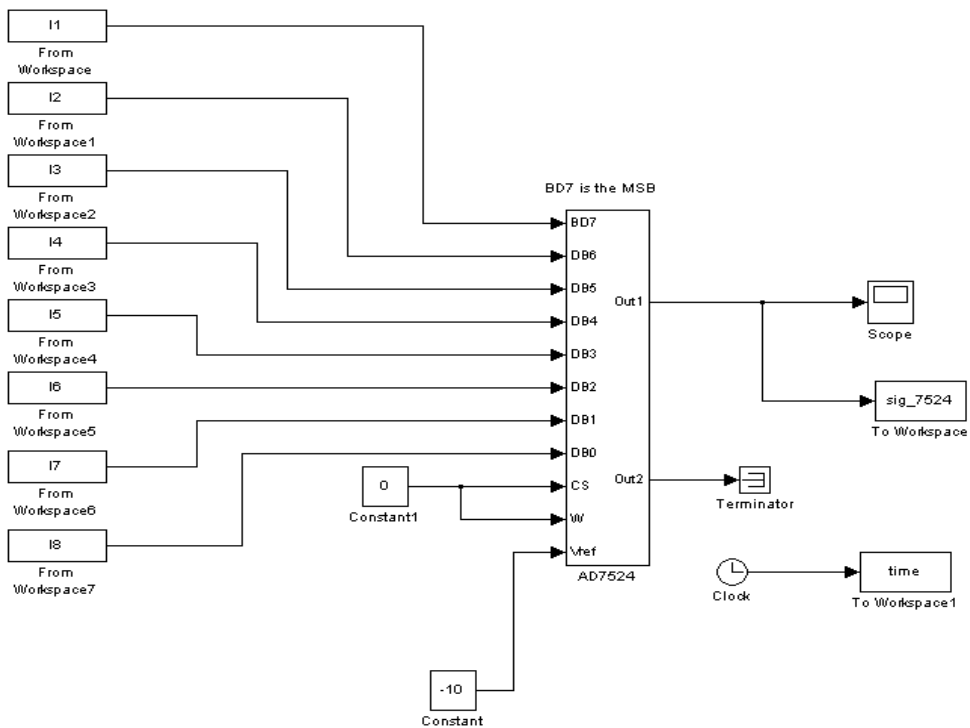 I1
From
Workspace
I2
From
Workspace1
I3
From
Workspace2
I4
From
Workspace3
I5
From
Workspace4
I6
From
Workspace5
I7
From
Workspace6
I8
From
Workspace7
0
Constant1
-10
Constant
BD7 is the MSB
BD7
DB6
DB5
DB4
DB3
DB2
DB1
DB0
CS
W
Vref
Out1
Out2
AD7524
Scope
sig_7524
To Workspace
Terminator
Clock
time
To Workspace1